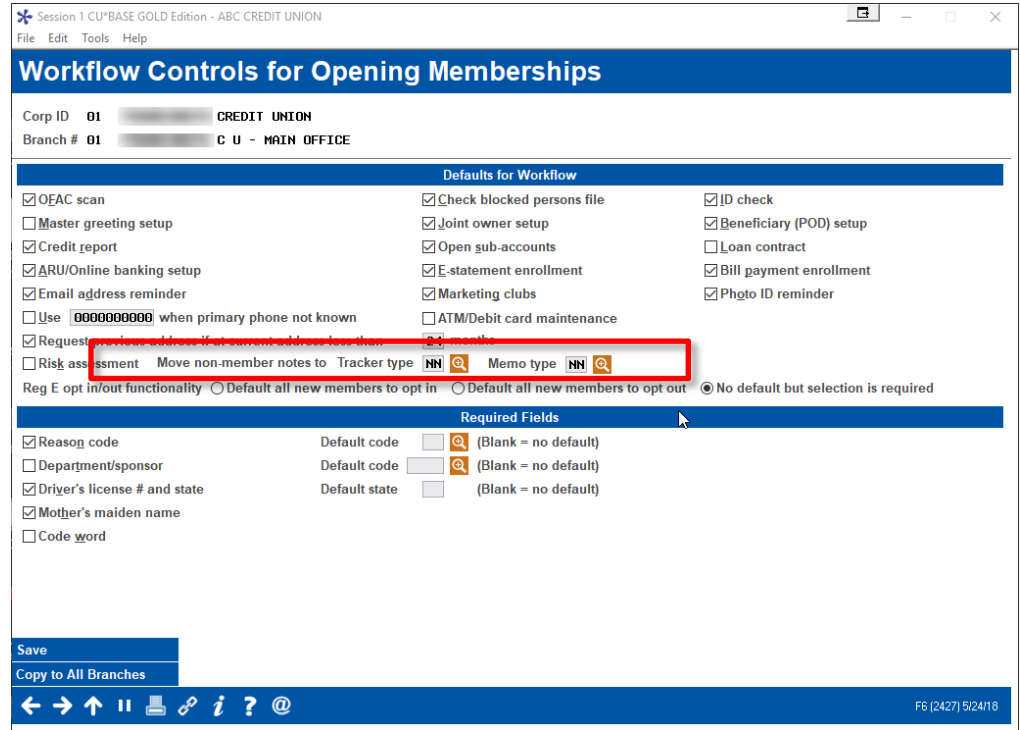 Session 1 CU*BASE GOLD Edition - ABC CREDIT UNION
File Edit Tools Help
Workflow Controls for Opening Memberships
Corp ID 01 CREDIT UNION
Branch # 01 C U - MAIN OFFICE
Defaults for Workflow
OFAC scan Check blocked persons file ID check
Master greeting setup Joint owner setup Beneficiary (POD) setup
Credit report Open sub-accounts Loan contract
ARU/Online banking setup E-statement enrollment Bill payment enrollment
Email address reminder Marketing clubs Photo ID reminder
Use 0000000000 when primary phone not known ATM/Debit card maintenance
Request previous address if at current address less than 24 months
Risk assessment Move non-member notes to Tracker type NN Memo type NN
Reg E opt in/out functionality Default all new members to opt in Default all new members to opt out No default but selection is required
Required Fields
Reason code Default code (Blank = no default)
Department/sponsor Default code (Blank = no default)
Driver's license # and state Default state (Blank = no default)
Mother's maiden name
Code word
Save
Copy to All Branches
F6 (2427) 5/24/18